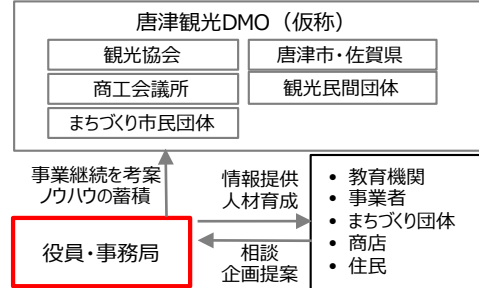 唐津観光DMO（仮称）
観光協会
唐津市・佐賀県
商工会議所
観光民間団体
まちづくり市民団体
事業継続を考案
ノウハウの蓄積
情報提供
人材育成
役員・事務局
相談
企画提案
• 教育機関
• 事業者
• まちづくり団体
• 商店
• 住民